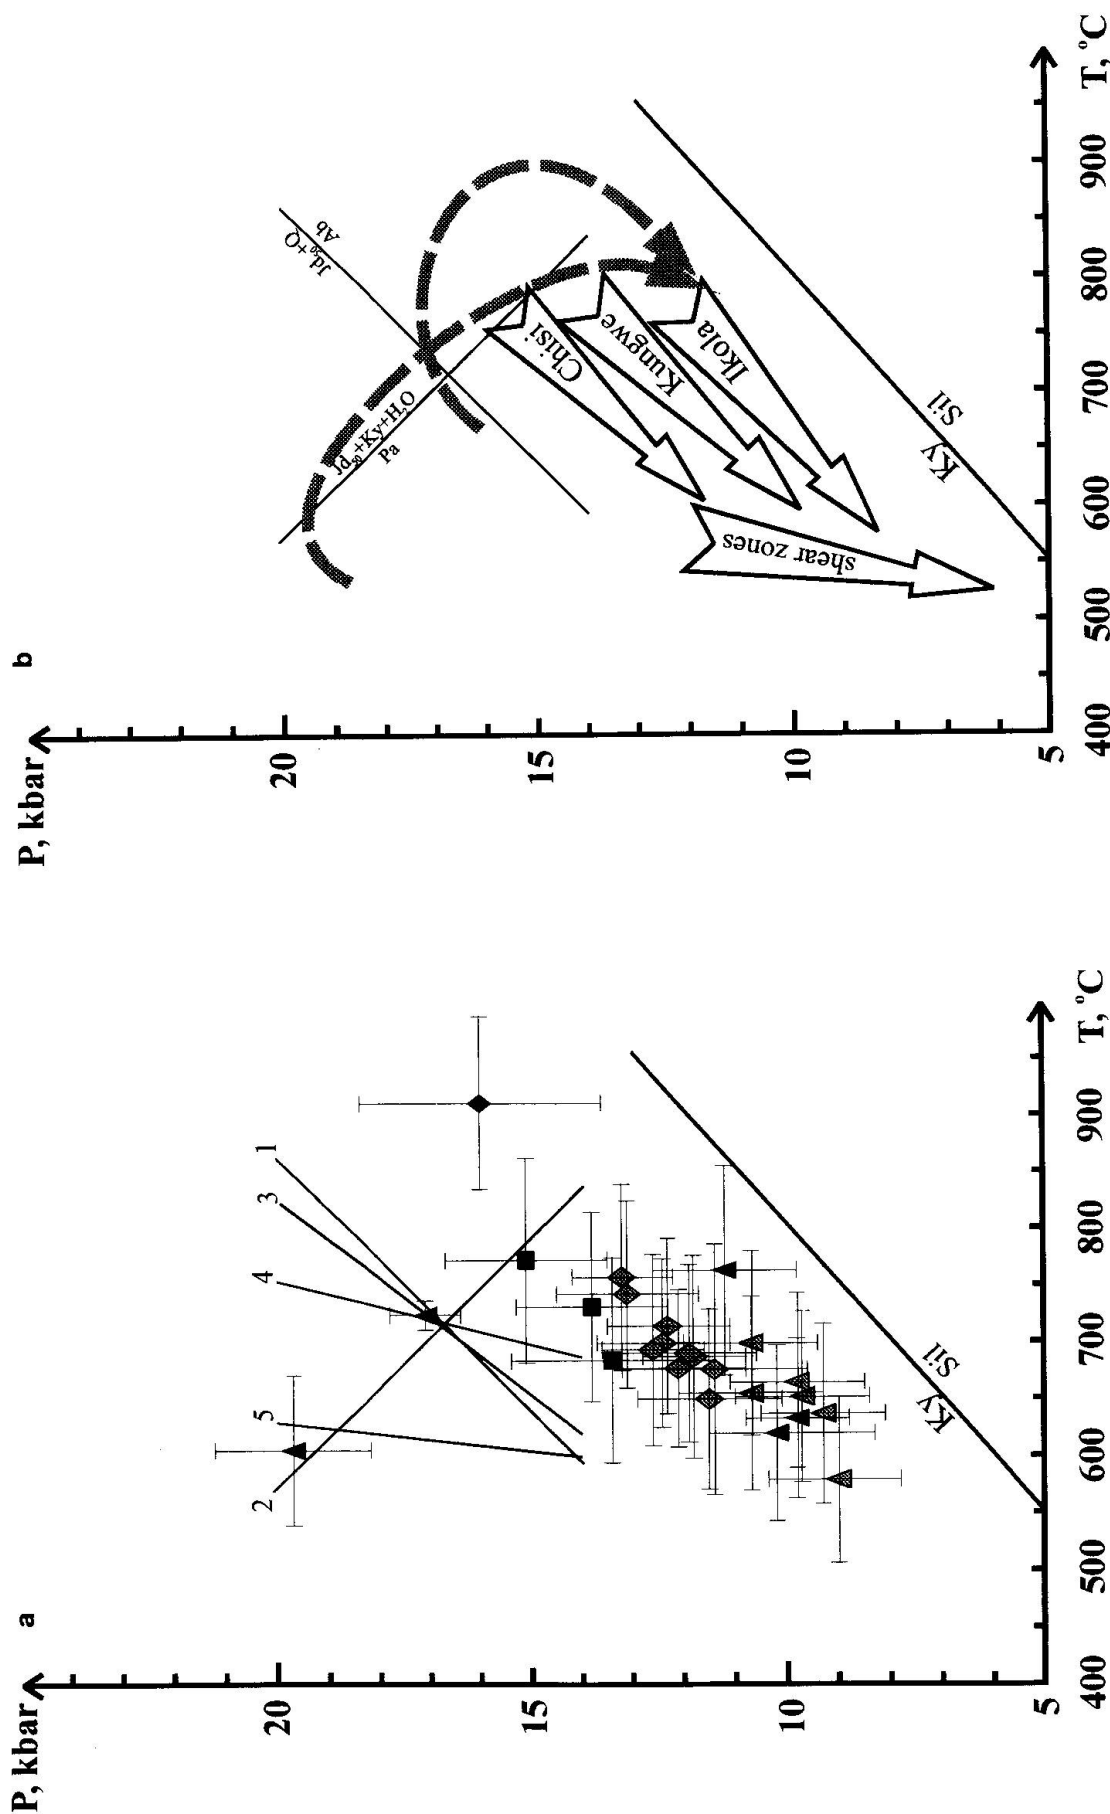 P, kbar
a
20
15
10
5
400
500
600
700
800
900
T, °C
1
3
4
5
2
Ky
Sil
P, kbar
b
20
15
10
5
400
500
600
700
800
900
T, °C
Jd₂₀+Q
Ab
Jd₅₀+Ky+H₂O
Pa
Chisi
Kungwe
Ikola
shear zones
Ky
Sil